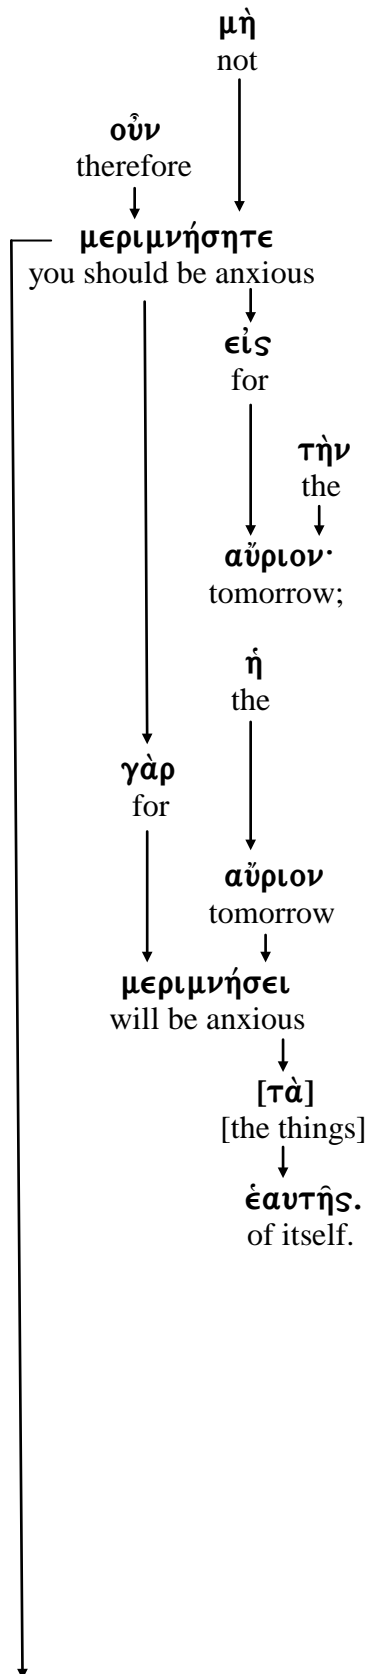 μὴ
not
οὖν
therefore
μεριμνήσητε
you should be anxious
εἰς
for
τὴν
the
αὔριον·
tomorrow;
ἡ
the
γὰρ
for
αὔριον
tomorrow
μεριμνήσει
will be anxious
[τὰ]
[the things]
ἑαυτῆς.
of itself.